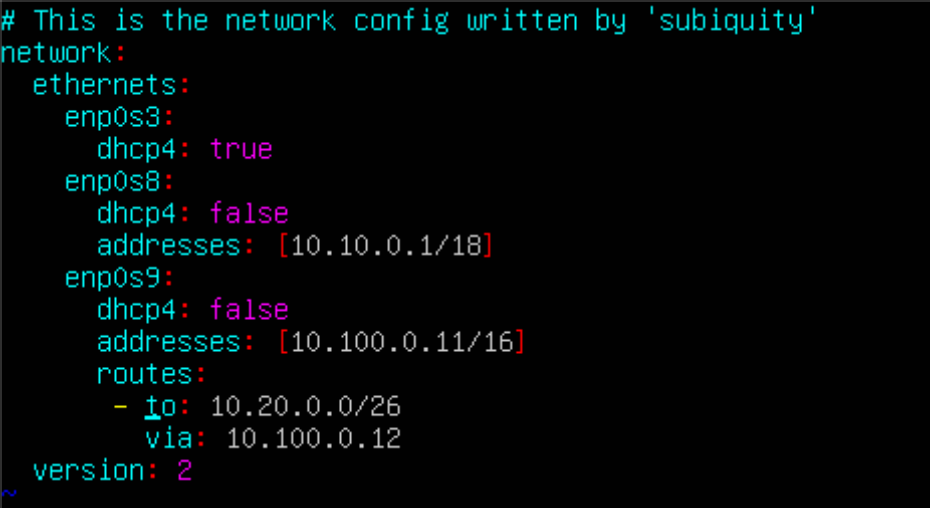 # This is the network config written by 'subiquity'
network:
  ethernets:
    enp0s3:
      dhcp4: true
    enp0s8:
      dhcp4: false
      addresses: [10.10.0.1/18]
    enp0s9:
      dhcp4: false
      addresses: [10.100.0.11/16]
      routes:
       - to: 10.20.0.0/26
         via: 10.100.0.12
  version: 2
~